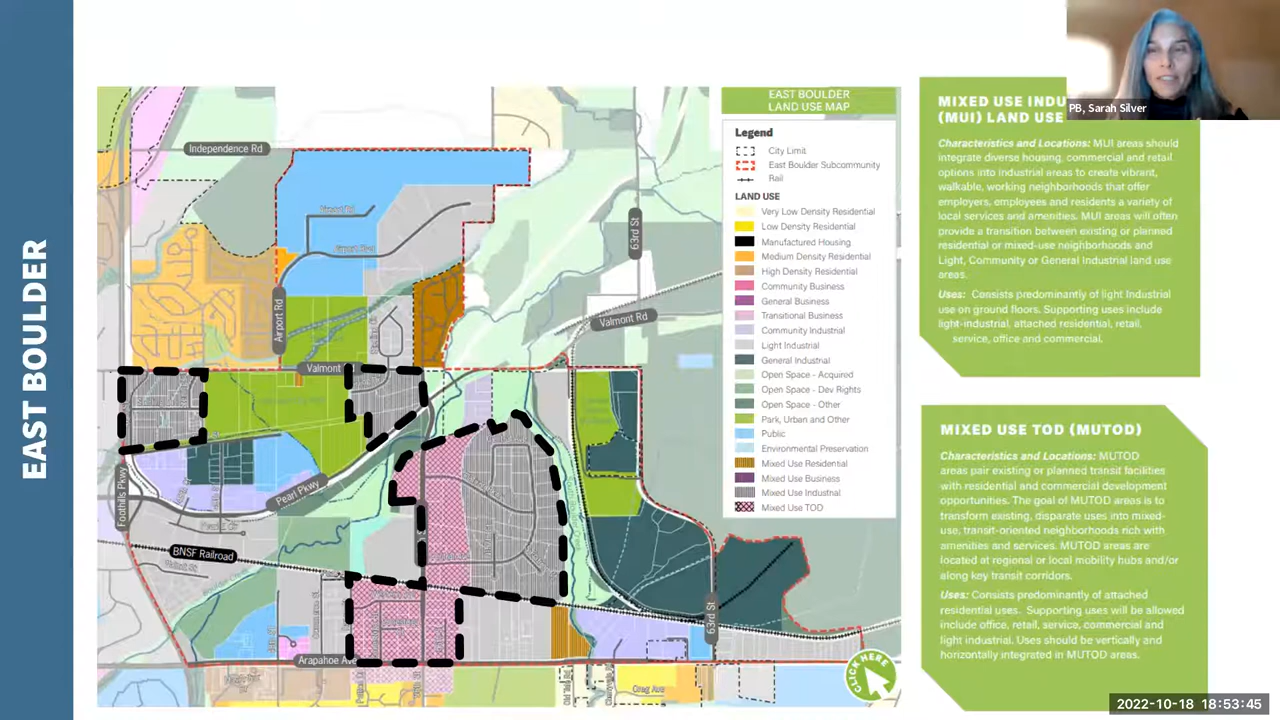 EAST BOULDER
EAST BOULDER
LAND USE MAP
Legend
City Limit
East Boulder Subcommunity
Rail
LAND USE
Very Low Density Residential
Low Density Residential
Manufactured Housing
Medium Density Residential
High Density Residential
Community Business
General Business
Transitional Business
Community Industrial
Light Industrial
General Industrial
Open Space - Acquired
Open Space - Dev Rights
Open Space - Other
Park, Urban and Other
Public
Environmental Preservation
Mixed Use Residential
Mixed Use Business
Mixed Use Industrial
Mixed Use TOD
Independence Rd
Airport Rd
Airport Blvd
63rd St
Airport Rd
Valmont Rd
Valmont
Foothills Pkwy
Pearl Pkwy
BNSF Railroad
63rd St
Arapahoe Ave
Greg Ave
CLICK HERE
PB, Sarah Silver
MIXED USE INDU
(MUI) LAND USE
Characteristics and Locations: MUI areas should
integrate diverse housing, commercial and retail
options into industrial areas to create vibrant,
walkable, working neighborhoods that offer
employers, employees and residents a variety of
local services and amenities. MUI areas will often
provide a transition between existing or planned
residential or mixed-use neighborhoods and
Light, Community or General Industrial land use
areas.
Uses: Consists predominantly of light Industrial
use on ground floors. Supporting uses include
light-industrial, attached residential, retail,
service, office and commercial.
MIXED USE TOD (MUTOD)
Characteristics and Locations: MUTOD
areas pair existing or planned transit facilities
with residential and commercial development
opportunities. The goal of MUTOD areas is to
transform existing, disparate uses into mixed-
use, transit-oriented neighborhoods rich with
amenities and services. MUTOD areas are
located at regional or local mobility hubs and/or
along key transit corridors.
Uses: Consists predominantly of attached
residential uses. Supporting uses will be allowed
include office, retail, service, commercial and
light industrial. Uses should be vertically and
horizontally integrated in MUTOD areas.
2022-10-18 18:53:45